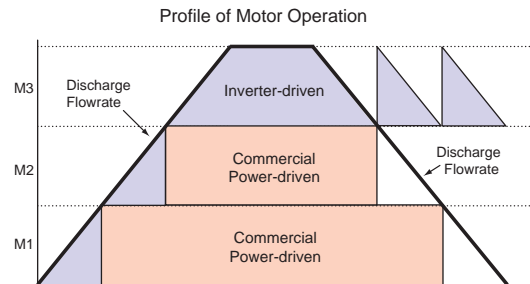 Profile of Motor Operation
M3
Discharge
Flowrate
Inverter-driven
M2
Commercial
Power-driven
Discharge
Flowrate
M1
Commercial
Power-driven